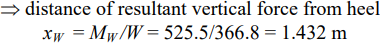 ⇒ distance of resultant vertical force from heel
x_W = M_W/W = 525.5/366.8 = 1.432 m